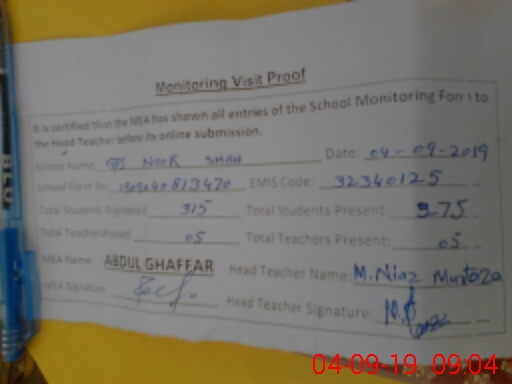 Monitoring Visit Proof
It is certified that the MEA has shown all entries of the School Monitoring Form to
the Head Teacher before its online submission.
School Name GPS NOOR SHAH Date: 04-09-2019
School Form No. EMIS Code: 32340125
Total Students Registered: 315 Total Students Present: 275
Total Teachers Posted: 05 Total Teachers Present: 05
MEA Name: ABDUL GHAFFAR Head Teacher Name M.Niaz
MEA Signature Head Teacher Signature:
04-09-19 09:04